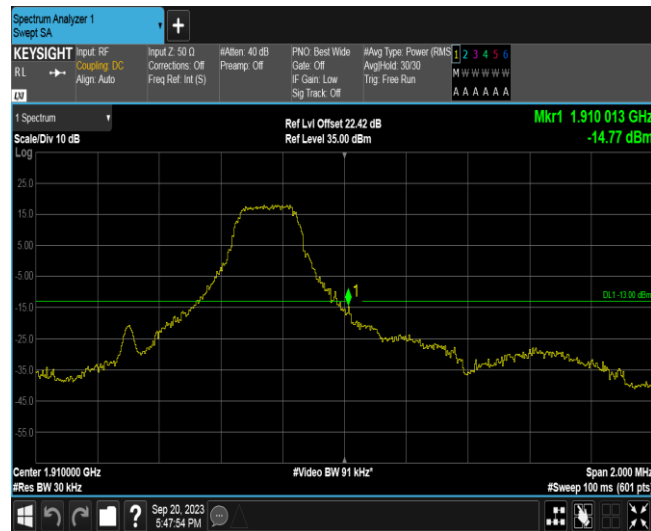 Spectrum Analyzer 1
Swept SA
+
KEYSIGHT
RL
LXI
Input: RF
Coupling: DC
Align: Auto
Input Z: 50 Ω
Corrections: Off
Freq Ref: Int (S)
#Atten: 40 dB
Preamp: Off
PNO: Best Wide
Gate: Off
IF Gain: Low
Sig Track: Off
#Avg Type: Power (RMS
Avg|Hold: 30/30
Trig: Free Run
1 2 3 4 5 6
M W W W W W
A A A A A A
1 Spectrum
Scale/Div 10 dB
Log
Ref Lvl Offset 22.42 dB
Ref Level 35.00 dBm
Mkr1 1.910 013 GHz
-14.77 dBm
25.0
15.0
5.00
-5.00
-15.0
-25.0
-35.0
-45.0
-55.0
1
DL1 -13.00 dBm
Center 1.910000 GHz
#Res BW 30 kHz
#Video BW 91 kHz*
Span 2.000 MHz
#Sweep 100 ms (601 pts)
?
Sep 20, 2023
5:47:54 PM